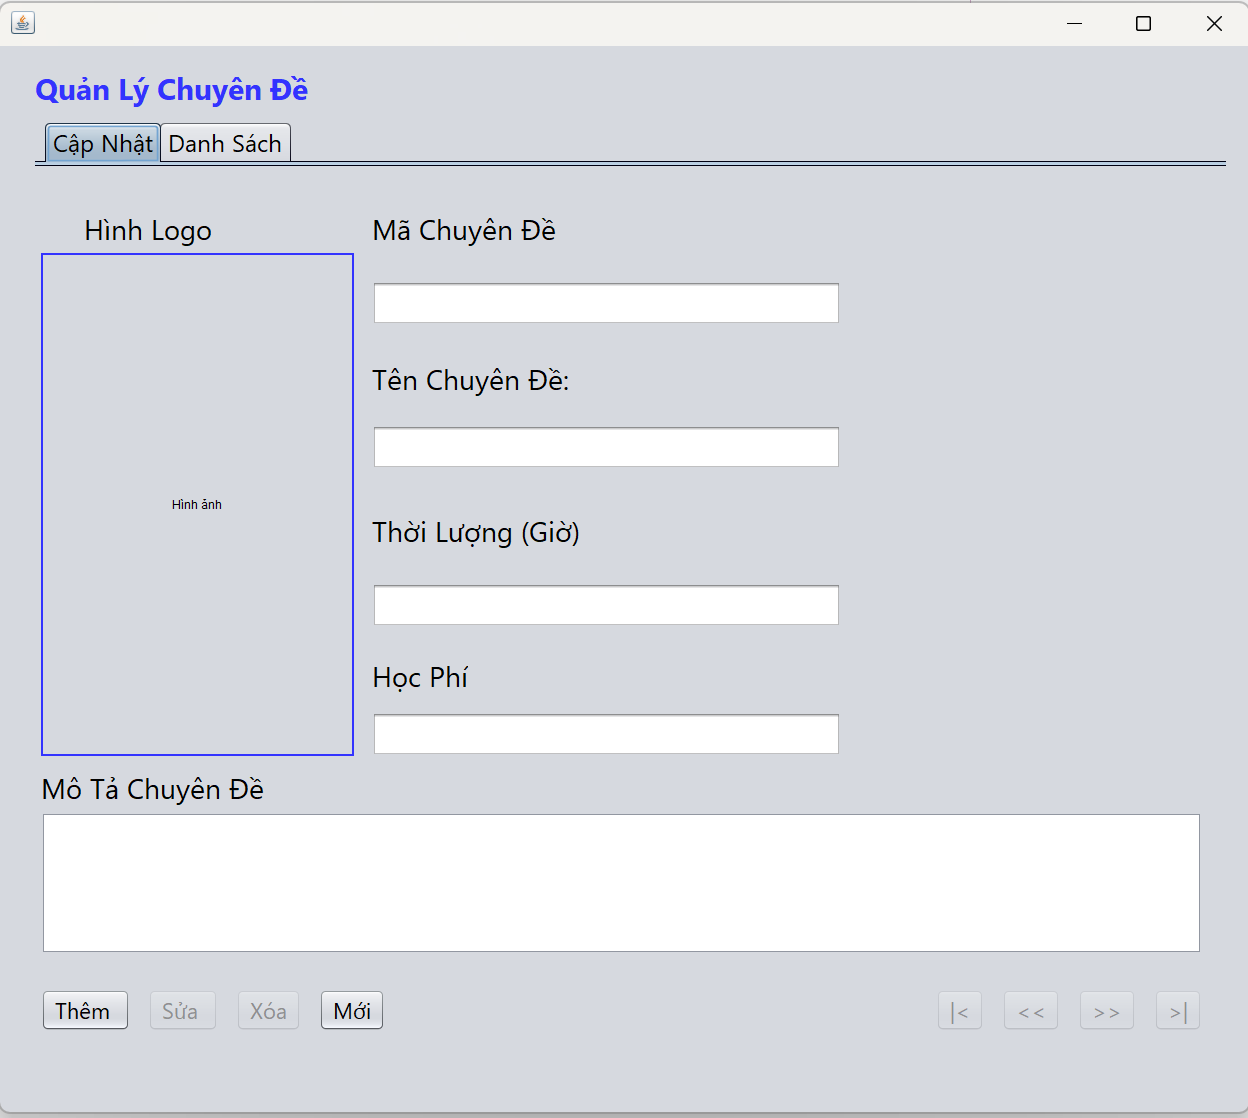 Quản Lý Chuyên Đề
Cập Nhật Danh Sách
Hình Logo
Mã Chuyên Đề
Tên Chuyên Đề:
Hình ảnh
Thời Lượng (Giờ)
Học Phí
Mô Tả Chuyên Đề
Thêm Sửa Xóa Mới |< << >> >|